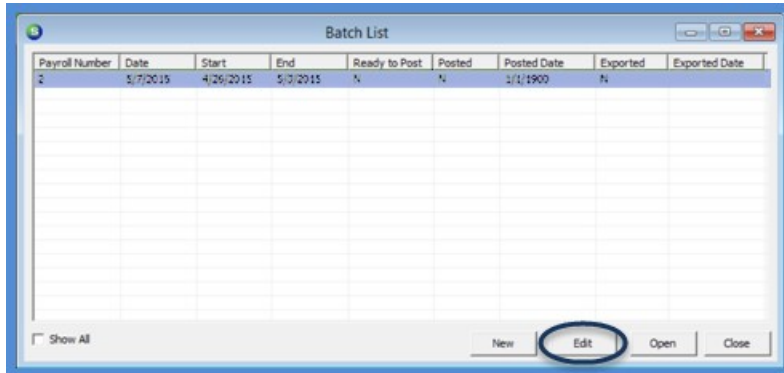 Batch List
Payroll Number Date Start End Ready to Post Posted Posted Date Exported Exported Date
2 5/7/2015 4/26/2015 5/3/2015 N N 1/1/1900 N
Show All New Edit Open Close